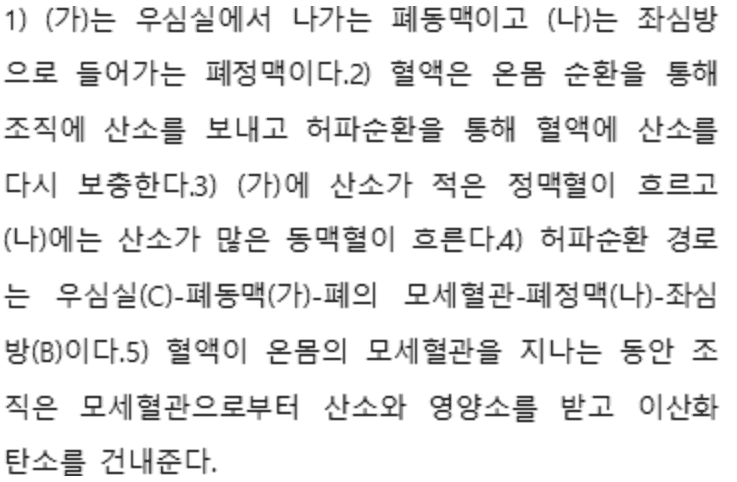 1) (가)는 우심실에서 나가는 폐동맥이고 (나)는 좌심방
으로 들어가는 폐정맥이다.2) 혈액은 온몸 순환을 통해
조직에 산소를 보내고 허파순환을 통해 혈액에 산소를
다시 보충한다.3) (가)에 산소가 적은 정맥혈이 흐르고
(나)에는 산소가 많은 동맥혈이 흐른다.4) 허파순환 경로
는 우심실(C)-폐동맥(가)-폐의 모세혈관-폐정맥(나)-좌심
방(B)이다.5) 혈액이 온몸의 모세혈관을 지나는 동안 조
직은 모세혈관으로부터 산소와 영양소를 받고 이산화
탄소를 건내준다.